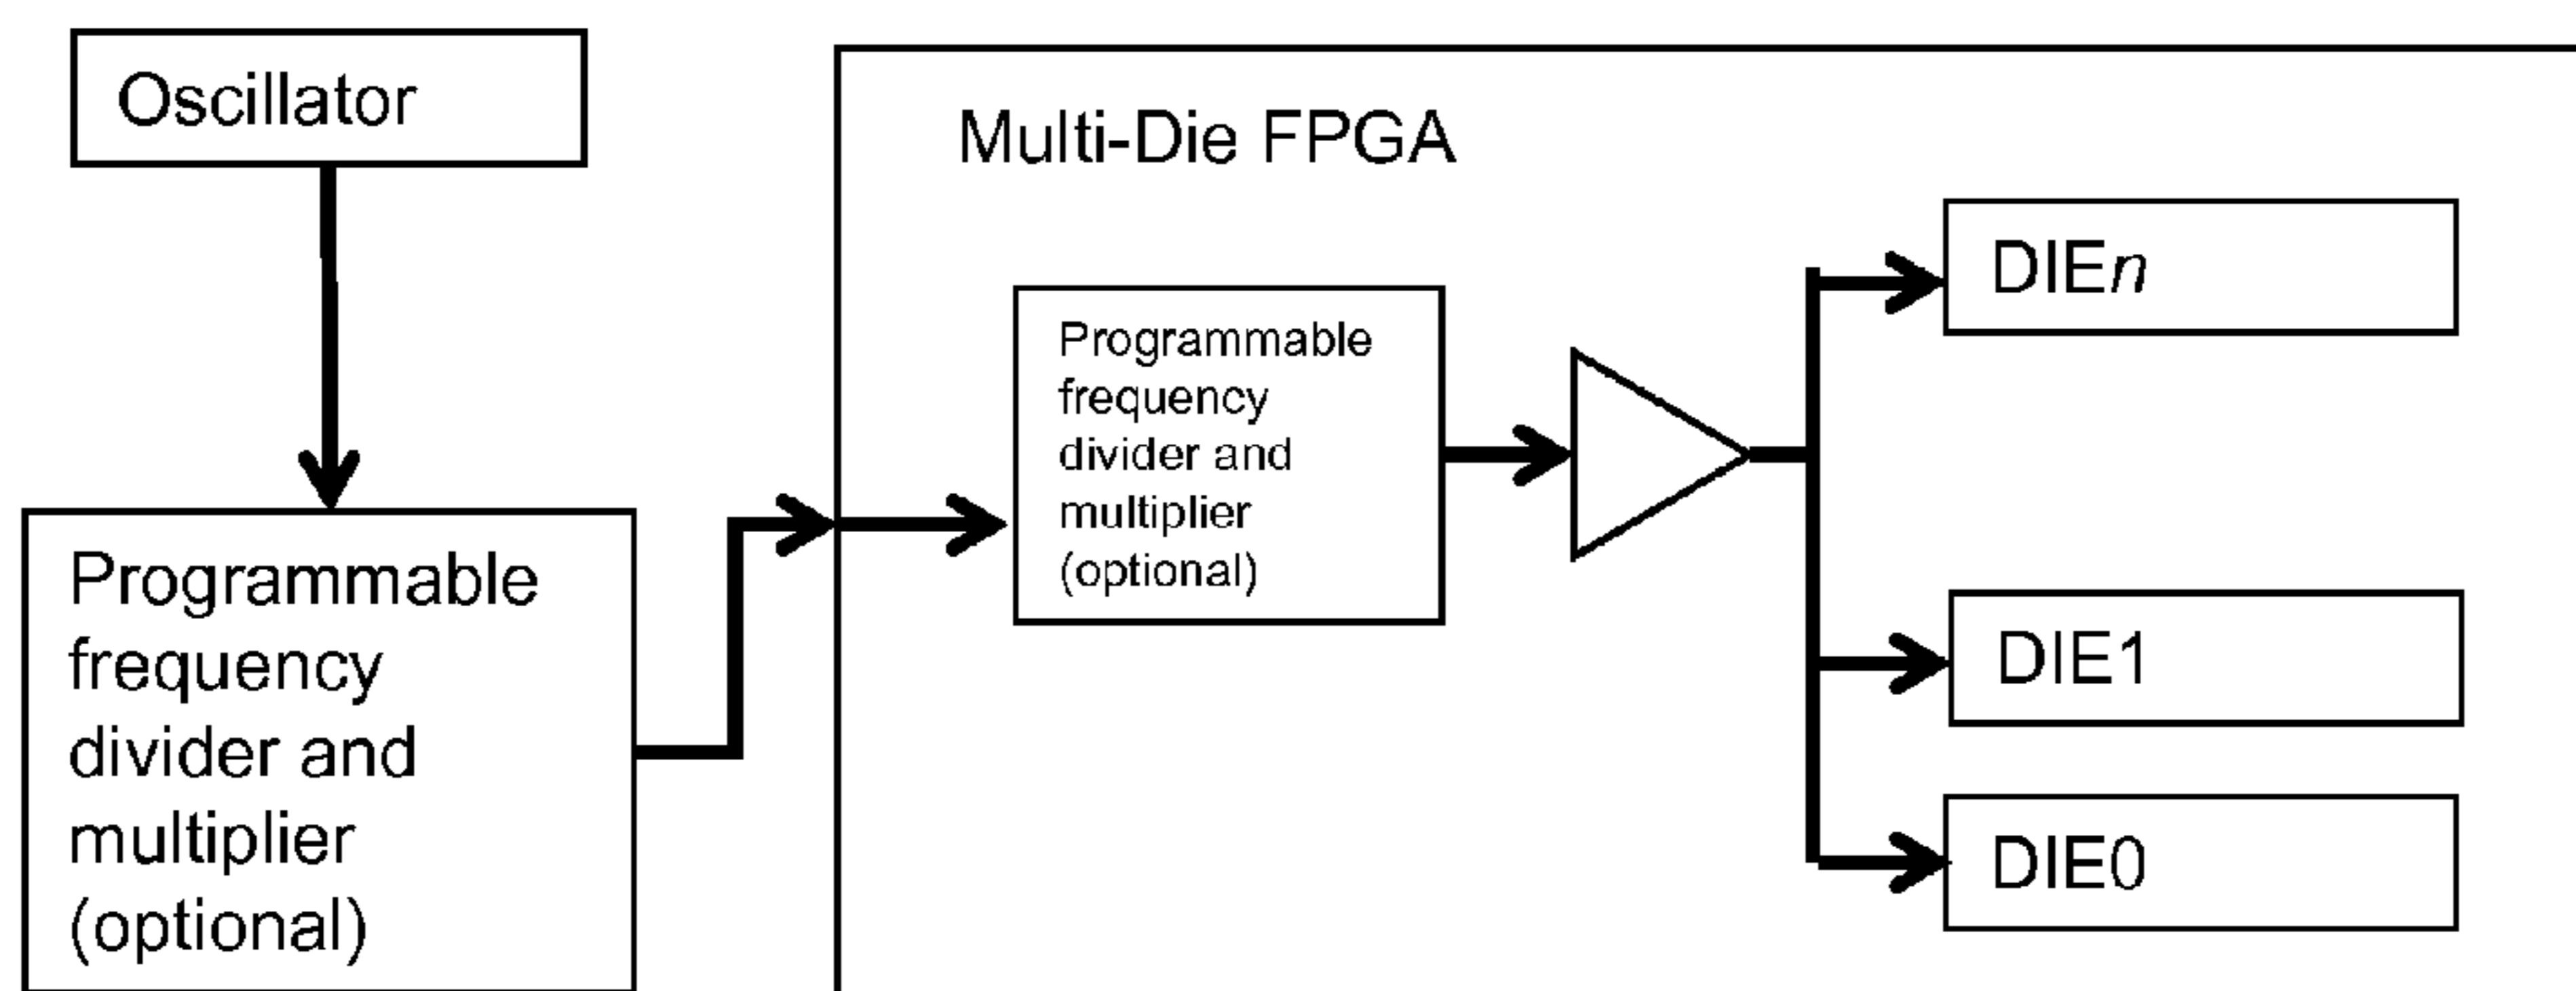 Oscillator
Programmable
frequency
divider and
multiplier
(optional)
Multi-Die FPGA
Programmable
frequency
divider and
multiplier
(optional)
DIEn
DIE1
DIE0